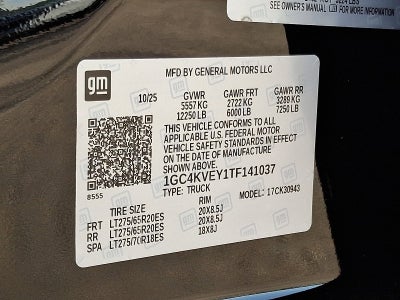 SEE OWNER'S MANUAL FOR MORE INFORMATION
gm
MFD BY GENERAL MOTORS LLC
10/25 GVWR GAWR FRT GAWR RR
5557 KG 2722 KG 3289 KG
12250 LB 6000 LB 7250 LB
THIS VEHICLE CONFORMS TO ALL
APPLICABLE U.S. FEDERAL MOTOR
VEHICLE SAFETY STANDARDS IN EFFECT
ON THE DATE OF MANUFACTURE
SHOWN ABOVE.
1GC4KVEY1TF141037
8555 TYPE: TRUCK MODEL: 17CK30943
TIRE SIZE RIM
FRT LT275/65R20ES 20X8.5J
RR LT275/65R20ES 20X8.5J
SPA LT275/70R18ES 18X8J